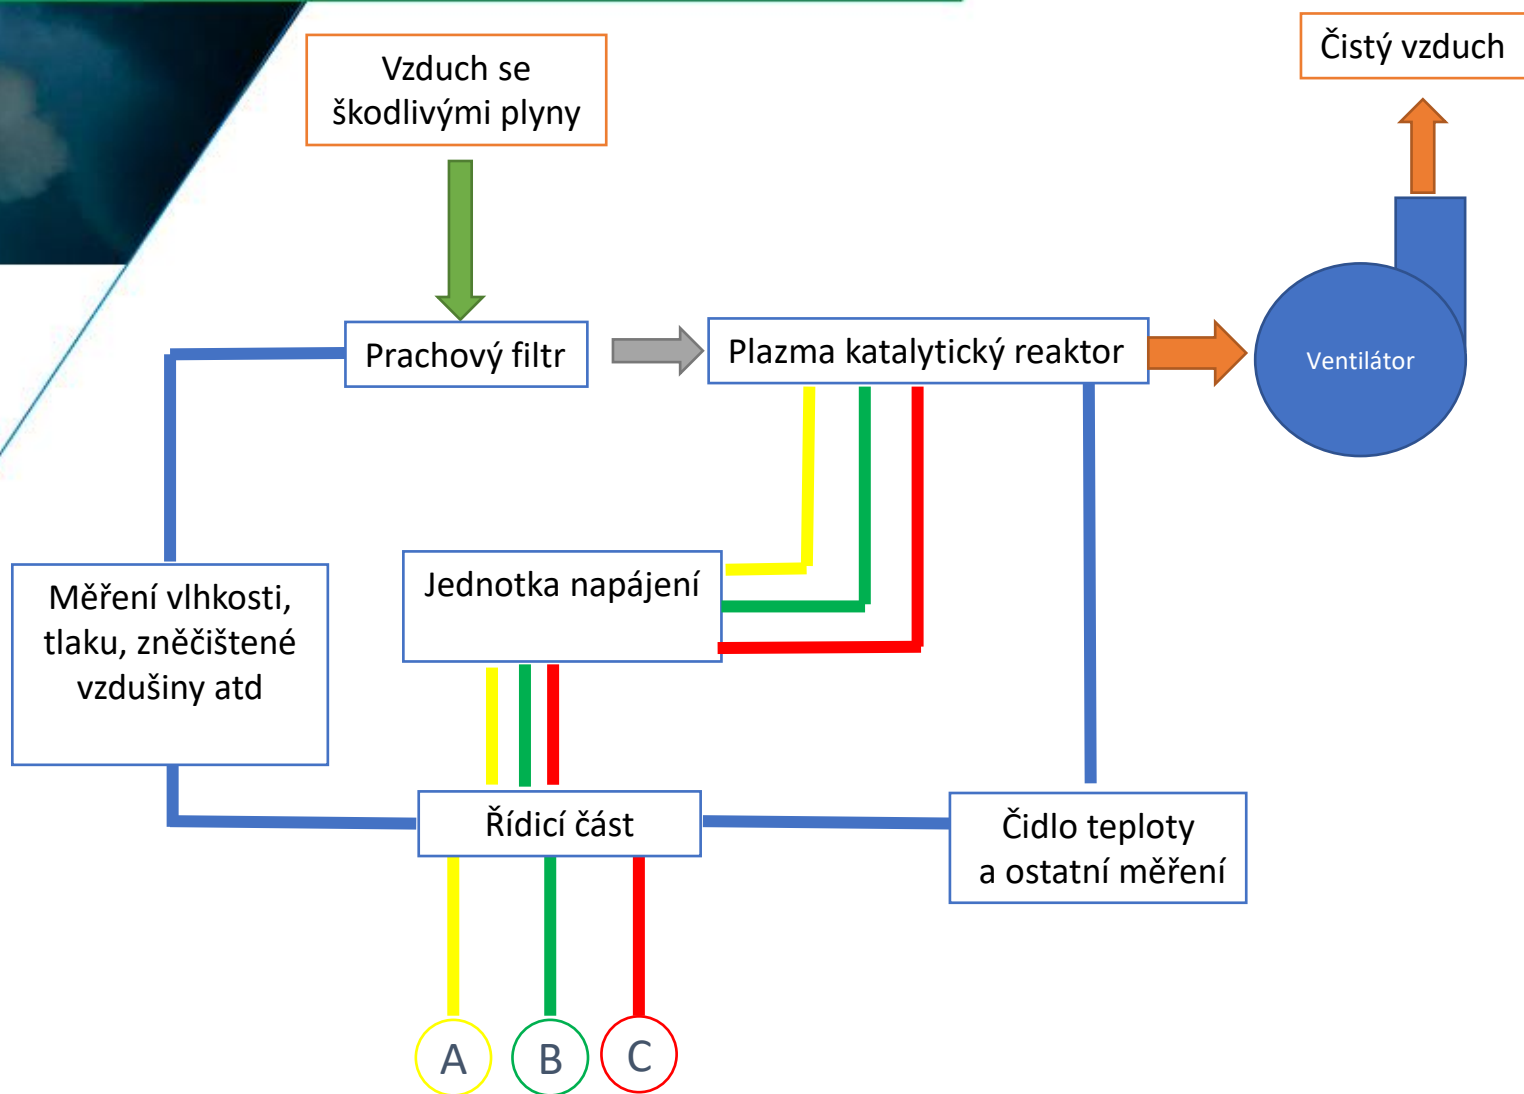 Vzduch se
škodlivými plyny
Čistý vzduch
Prachový filtr
Plazma katalytický reaktor
Ventilátor
Jednotka napájení
Měření vlhkosti,
tlaku, zněčištené
vzdušiny atd
Řídicí část
Čidlo teploty
a ostatní měření
A
B
C